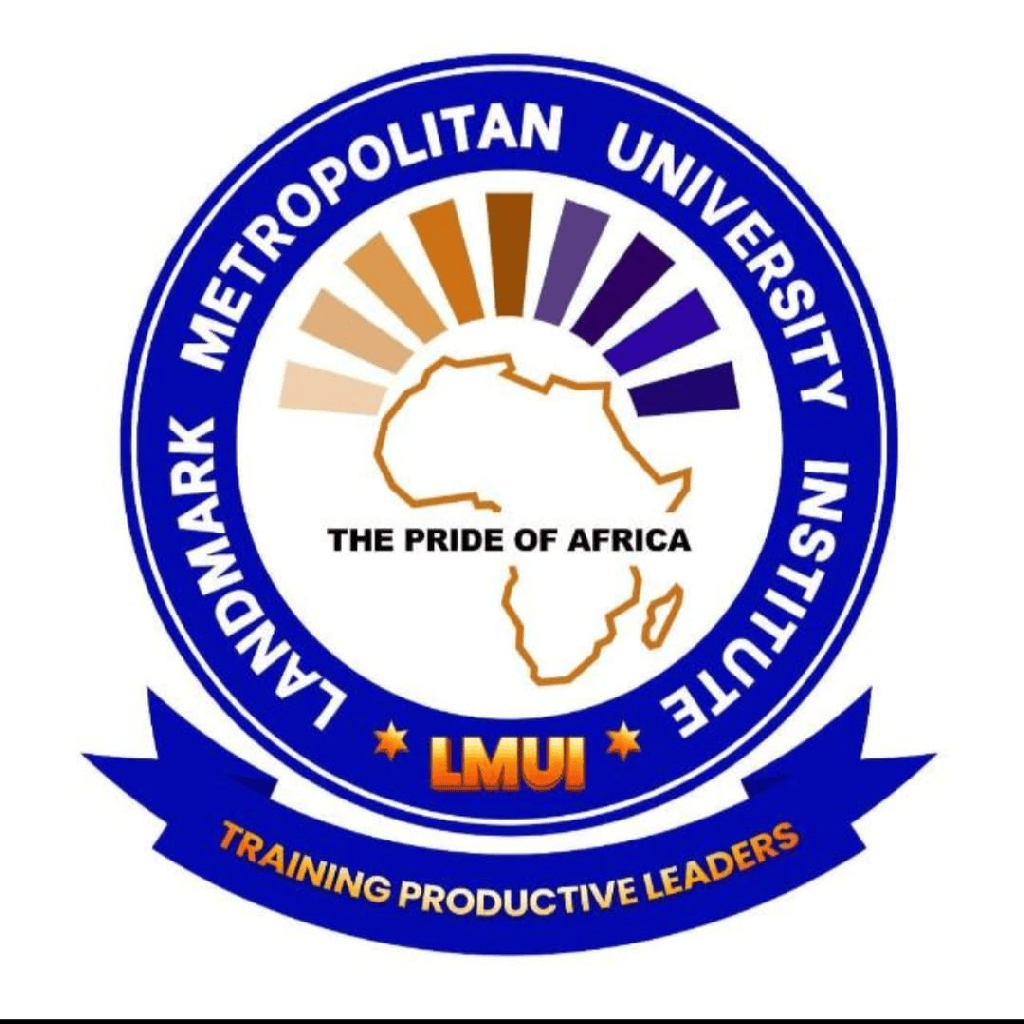 LANDMARK METROPOLITAN UNIVERSITY INSTITUTE
THE PRIDE OF AFRICA
LMUI
TRAINING PRODUCTIVE LEADERS